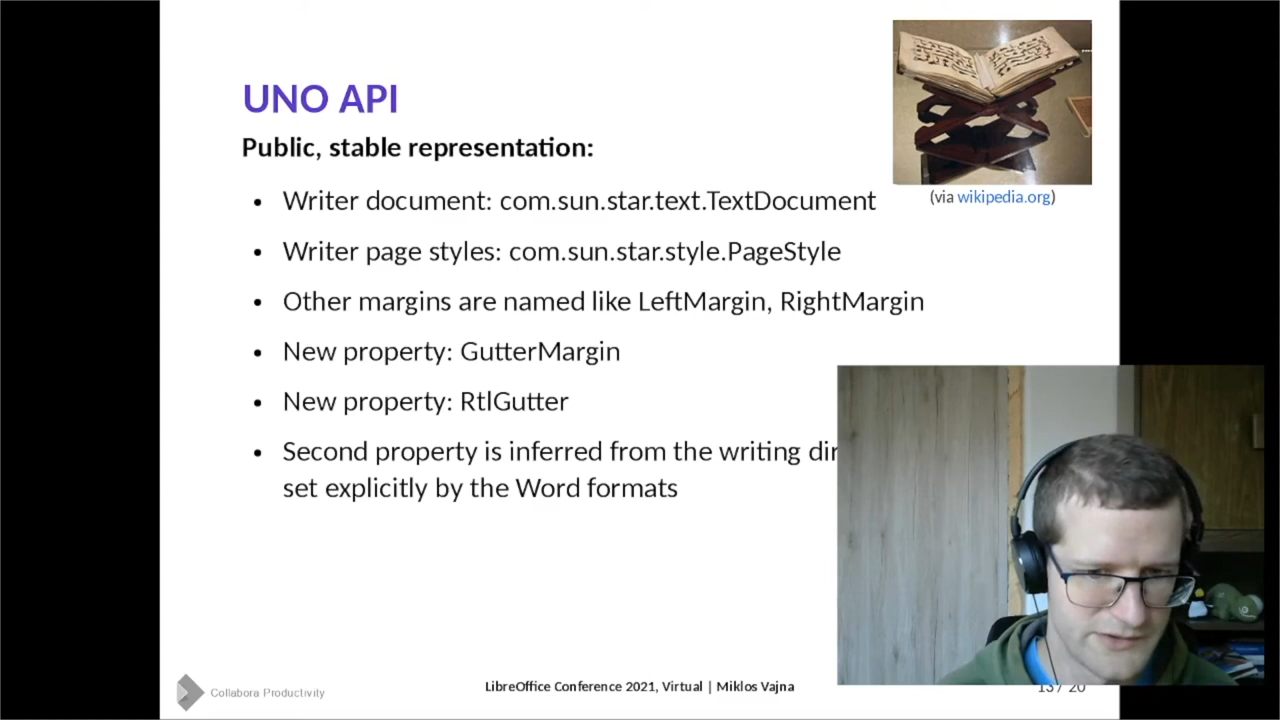 UNO API
(via wikipedia.org)
Public, stable representation:
• Writer document: com.sun.star.text.TextDocument
• Writer page styles: com.sun.star.style.PageStyle
• Other margins are named like LeftMargin, RightMargin
• New property: GutterMargin
• New property: RtlGutter
• Second property is inferred from the writing
set explicitly by the Word formats
Collabora Productivity
LibreOffice Conference 2021, Virtual | Miklos Vajna
13 / 20